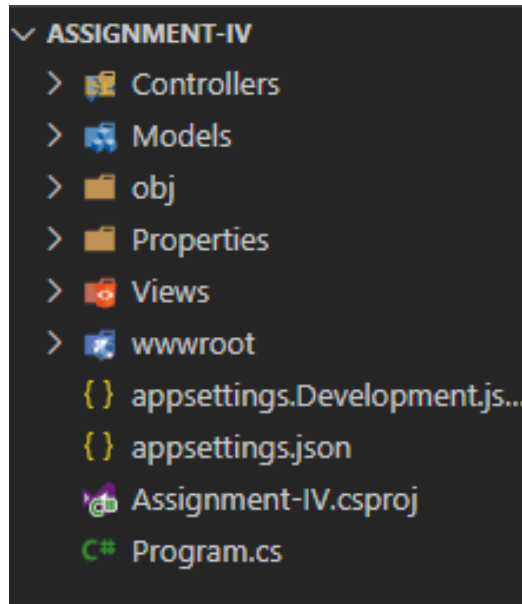 ASSIGNMENT-IV
Controllers
Models
obj
Properties
Views
wwwroot
{} appsettings.Development.js...
{} appsettings.json
Assignment-IV.csproj
C# Program.cs